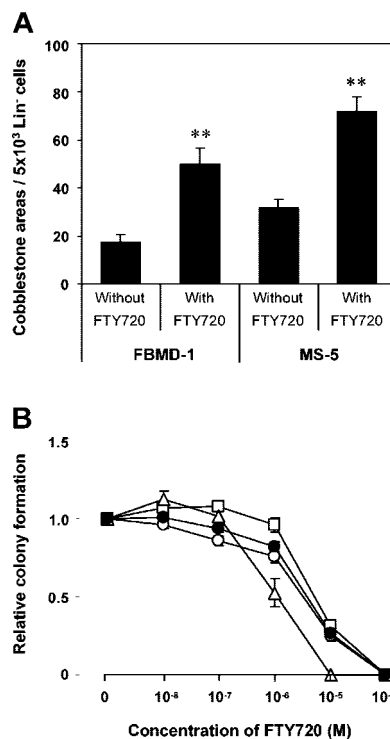 A
Cobblestone areas / 5x10³ Lin⁻ cells
100
80
60
40
20
0
**
**
Without FTY720
With FTY720
Without FTY720
With FTY720
FBMD-1
MS-5
B
Relative colony formation
1.5
1.0
0.5
0
0
10⁻⁸
10⁻⁷
10⁻⁶
10⁻⁵
10⁻
Concentration of FTY720 (M)